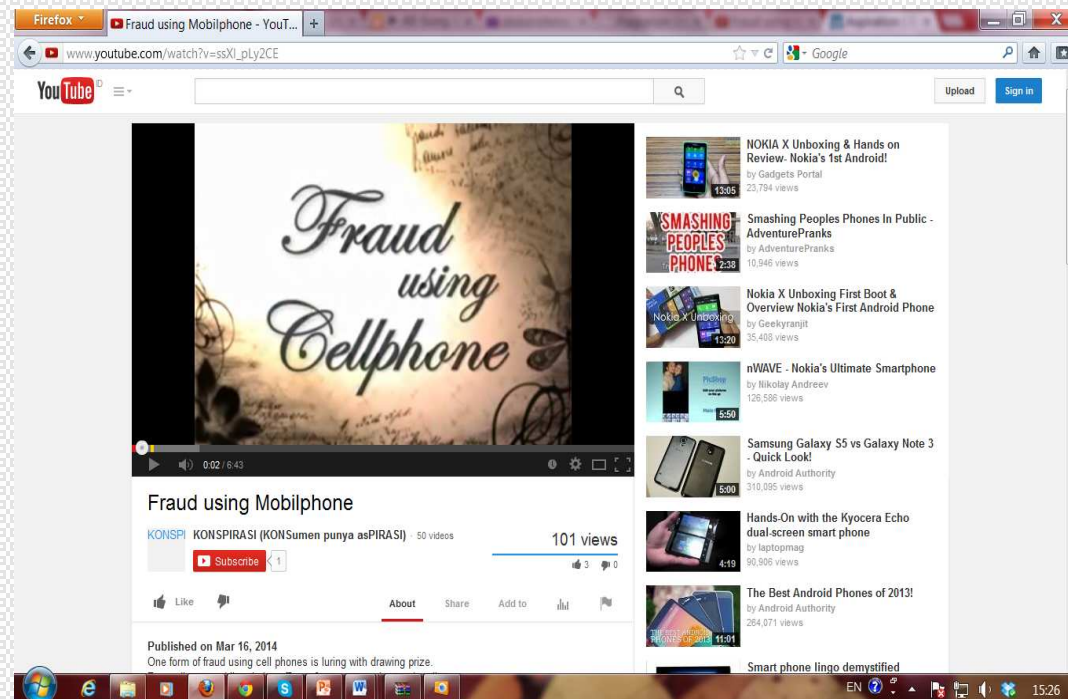 Firefox
Fraud using Mobilphone - YouT...
www.youtube.com/watch?v=ssXI_pLy2CE
Google
YouTube ID
Upload
Sign in
Fraud
using
Cellphone
0:02 / 6:43
Fraud using Mobilphone
KONSPI
KONSPIRASI (KONSumen punya asPIRASI) · 50 videos
Subscribe 1
101 views
3 0
Like
About
Share
Add to
Published on Mar 16, 2014
One form of fraud using cell phones is luring with drawing prize.
13:05
NOKIA X Unboxing & Hands on
Review- Nokia's 1st Android!
by Gadgets Portal
23,794 views
SMASHING
PEOPLES
PHONES
2:38
Smashing Peoples Phones In Public -
AdventurePranks
by AdventurePranks
10,946 views
Nokia X Unboxing
13:20
Nokia X Unboxing First Boot &
Overview Nokia's First Android Phone
by Geekyranjit
35,408 views
5:50
nWAVE - Nokia's Ultimate Smartphone
by Nikolay Andreev
126,586 views
5:00
Samsung Galaxy S5 vs Galaxy Note 3
- Quick Look!
by Android Authority
310,095 views
4:19
Hands-On with the Kyocera Echo
dual-screen smart phone
by laptopmag
90,906 views
THE BEST ANDROID
PHONES OF 2013
11:01
The Best Android Phones of 2013!
by Android Authority
264,071 views
Smart phone lingo demystified
EN
15:26